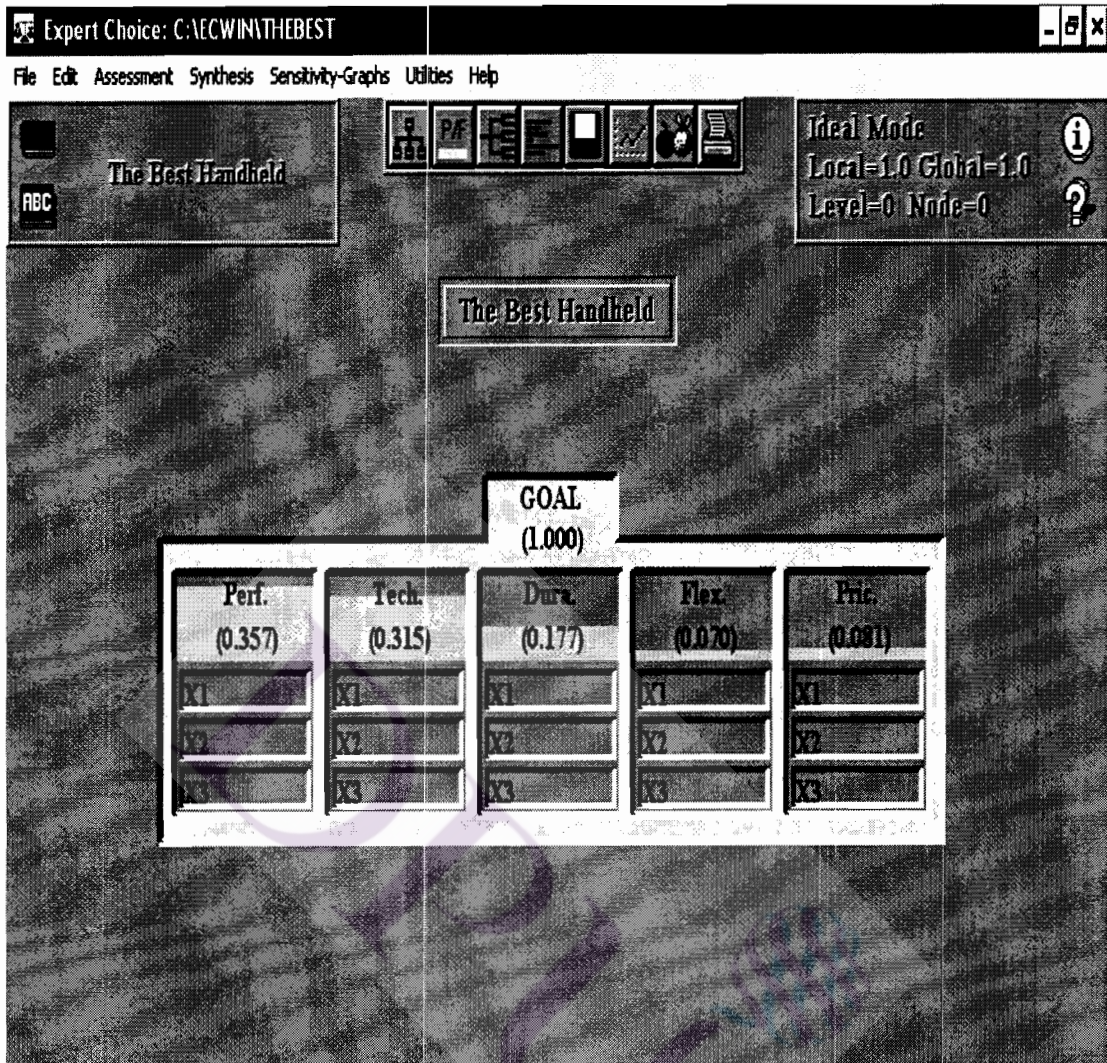 Expert Choice: C:\ECWIN\THEBEST
File Edit Assessment Synthesis Sensitivity-Graphs Utilities Help
The Best Handheld
ABC
P/F
Ideal Mode
Local=1.0 Global=1.0
Level=0 Node=0
The Best Handheld
GOAL
(1.000)
Perf. Tech. Dura. Flex. Pric.
(0.357) (0.315) (0.177) (0.070) (0.081)
X1 X1 X1 X1 X1
X2 X2 X2 X2 X2
X3 X3 X3 X3 X3